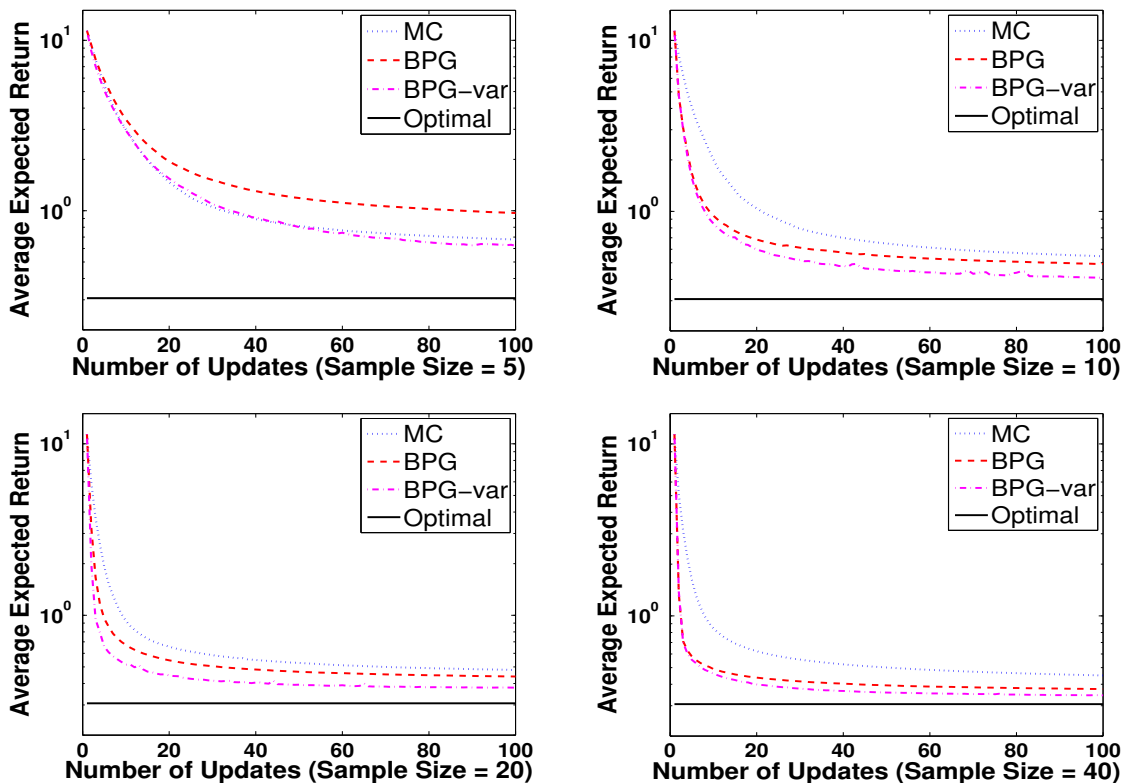 Average Expected Return
10^1
10^0
MC
BPG
BPG-var
Optimal
0 20 40 60 80 100
Number of Updates (Sample Size = 5)
Average Expected Return
10^1
10^0
MC
BPG
BPG-var
Optimal
0 20 40 60 80 100
Number of Updates (Sample Size = 10)
Average Expected Return
10^1
10^0
MC
BPG
BPG-var
Optimal
0 20 40 60 80 100
Number of Updates (Sample Size = 20)
Average Expected Return
10^1
10^0
MC
BPG
BPG-var
Optimal
0 20 40 60 80 100
Number of Updates (Sample Size = 40)